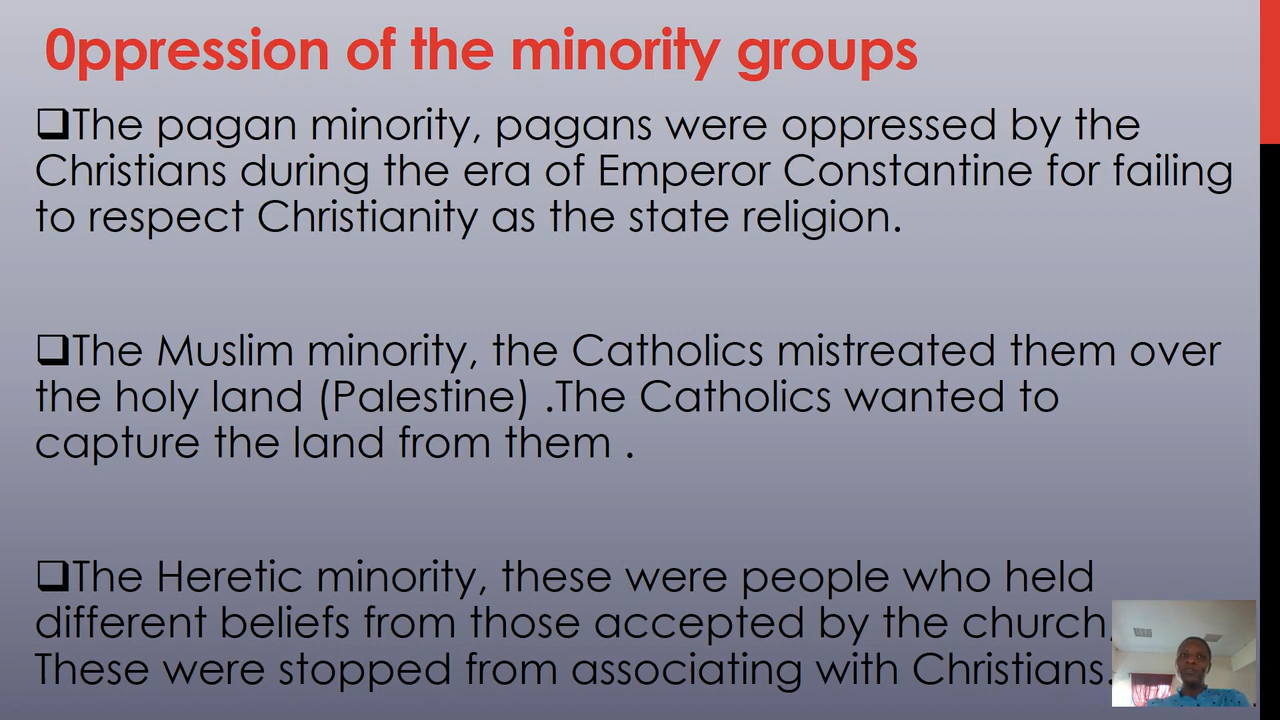 0ppression of the minority groups
❑The pagan minority, pagans were oppressed by the
Christians during the era of Emperor Constantine for failing
to respect Christianity as the state religion.
❑The Muslim minority, the Catholics mistreated them over
the holy land (Palestine) .The Catholics wanted to
capture the land from them .
❑The Heretic minority, these were people who held
different beliefs from those accepted by the church,
These were stopped from associating with Christians.